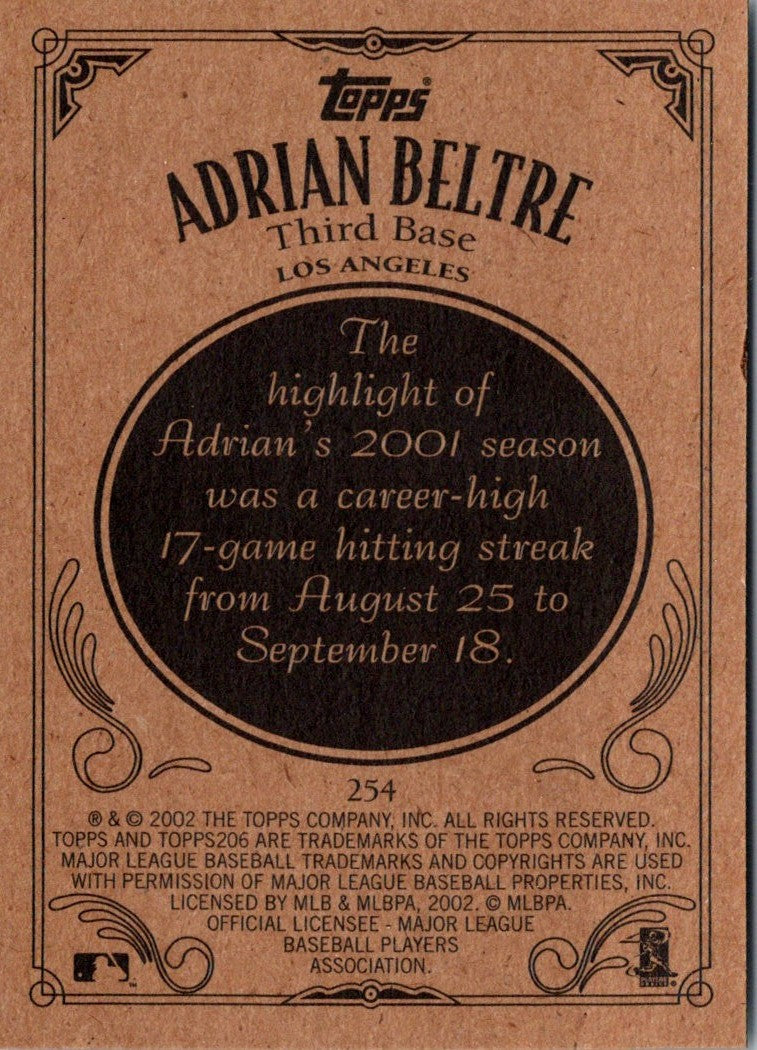 Topps®
ADRIAN BELTRE
Third Base
LOS ANGELES
The
highlight of
Adrian's 2001 season
was a career-high
17-game hitting streak
from August 25 to
September 18.
254
® & © 2002 THE TOPPS COMPANY, INC. ALL RIGHTS RESERVED.
TOPPS AND TOPPS206 ARE TRADEMARKS OF THE TOPPS COMPANY, INC.
MAJOR LEAGUE BASEBALL TRADEMARKS AND COPYRIGHTS ARE USED
WITH PERMISSION OF MAJOR LEAGUE BASEBALL PROPERTIES, INC.
LICENSED BY MLB & MLBPA, 2002. © MLBPA.
OFFICIAL LICENSEE - MAJOR LEAGUE
BASEBALL PLAYERS
ASSOCIATION.
™